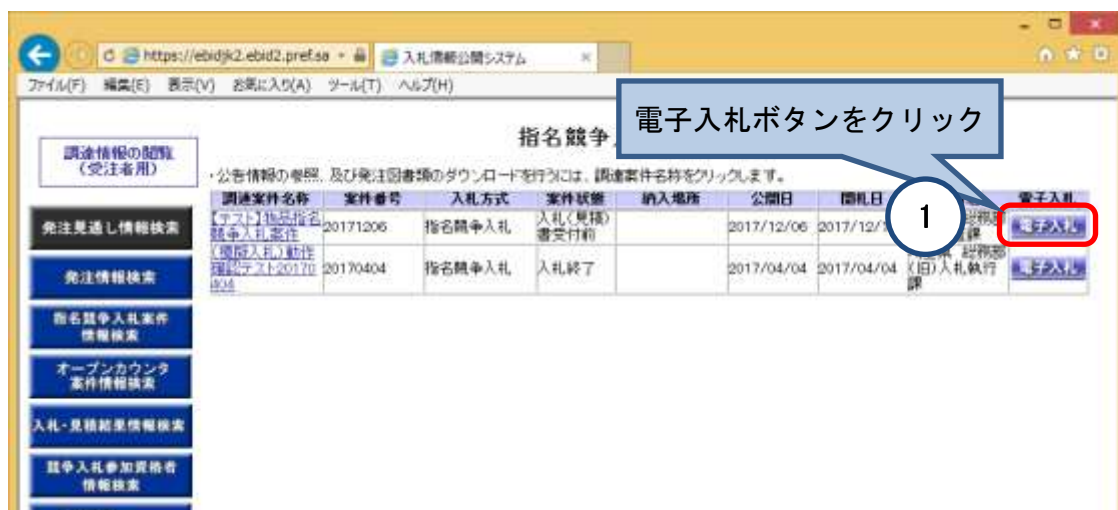 https://ebidjk2.ebid2.pref.sa
入札情報公開システム
ファイル(F) 編集(E) 表示(V) お気に入り(A) ツール(T) ヘルプ(H)
電子入札ボタンをクリック
指名競争
調達情報の閲覧
(受注者用)
・公告情報の参照、及び発注図書類のダウンロードを行うには、調達案件名称をクリックします。
調達案件名称 案件番号 入札方式 案件状態 納入場所 公開日 開札日 電子入札
【テスト】物品指名競争入札案件 20171206 指名競争入札 入札(見積)書受付前 2017/12/06 2017/12/ 総務部 課 電子入札
動作確認テスト20170404 20170404 指名競争入札 入札終了 2017/04/04 2017/04/04 総務部(旧)入札執行課 電子入札
1
発注見通し情報検索
発注情報検索
指名競争入札案件
情報検索
オープンカウンタ
案件情報検索
入札・見積結果情報検索
競争入札参加資格者
情報検索